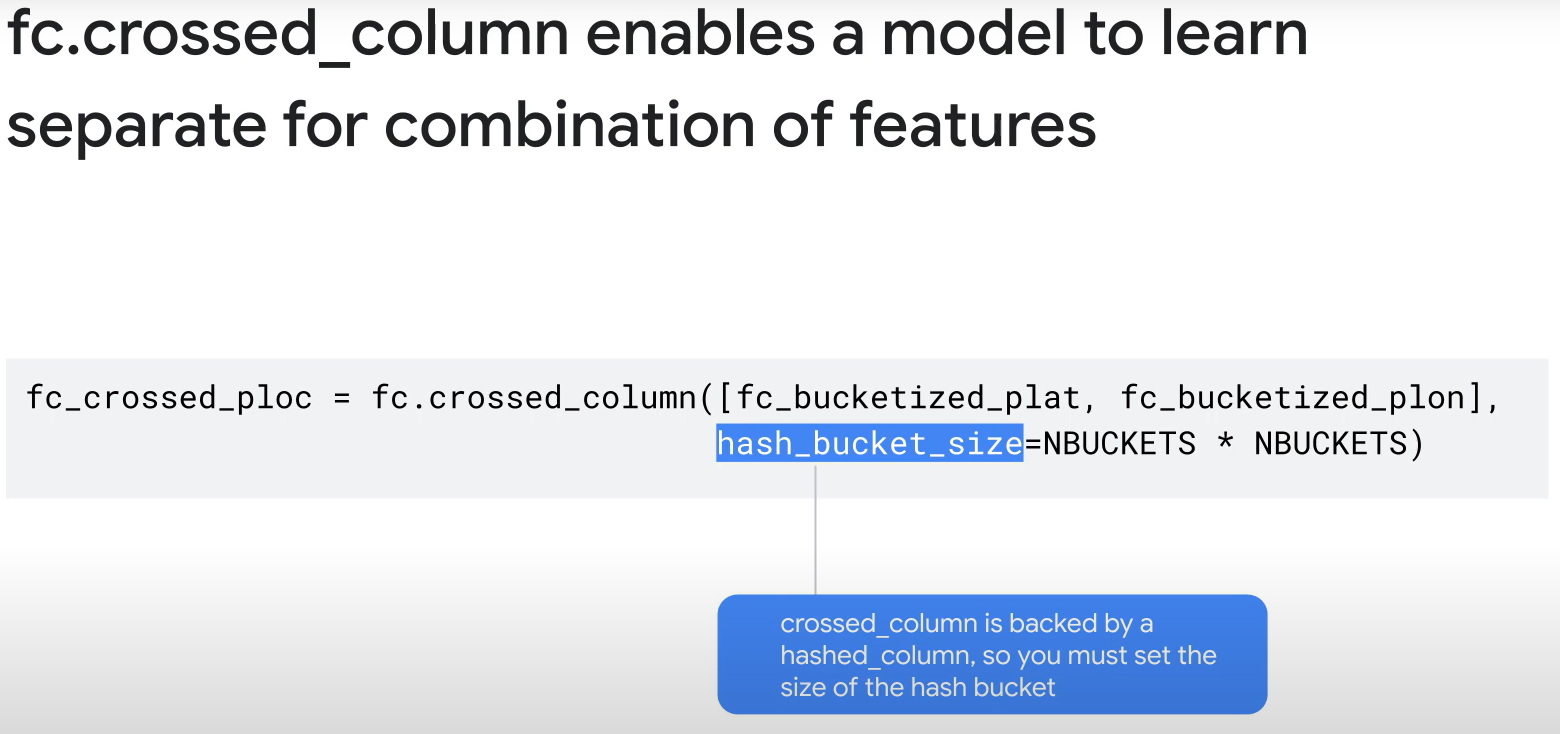 fc.crossed_column enables a model to learn
separate for combination of features
fc_crossed_ploc = fc.crossed_column([fc_bucketized_plat, fc_bucketized_plon],
hash_bucket_size=NBUCKETS * NBUCKETS)
crossed_column is backed by a
hashed_column, so you must set the
size of the hash bucket